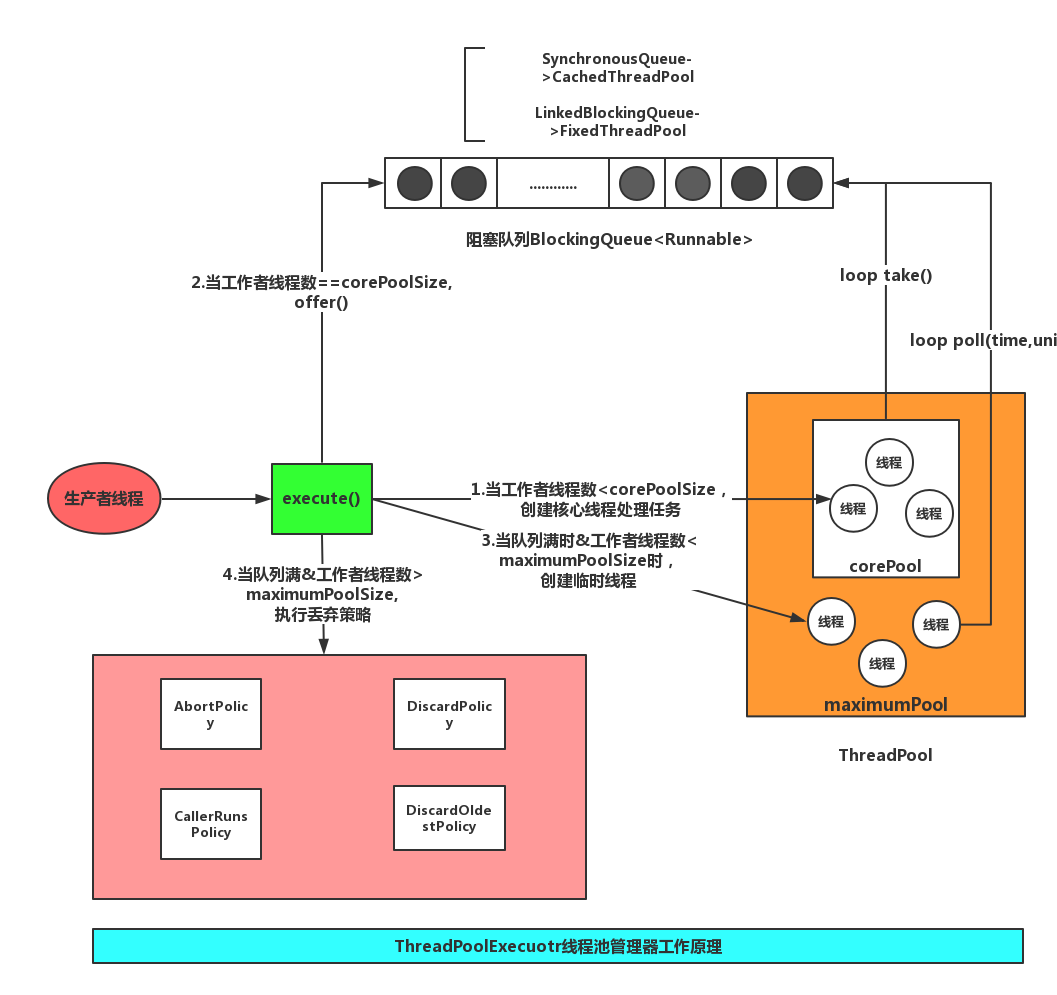 SynchronousQueue-
>CachedThreadPool
LinkedBlockingQueue-
>FixedThreadPool
............
阻塞队列BlockingQueue<Runnable>
2.当工作者线程数==corePoolSize,
offer()
loop take()
loop poll(time,uni
生产者线程
execute()
1.当工作者线程数<corePoolSize，
创建核心线程处理任务
3.当队列满时&工作者线程数<
maximumPoolSize时，
创建临时线程
4.当队列满&工作者线程数>
maximumPoolSize,
执行丢弃策略
线程
线程
线程
corePool
线程
线程
线程
maximumPool
ThreadPool
AbortPolic
y
DiscardPolic
y
CallerRuns
Policy
DiscardOlde
stPolicy
ThreadPoolExecuotr线程池管理器工作原理